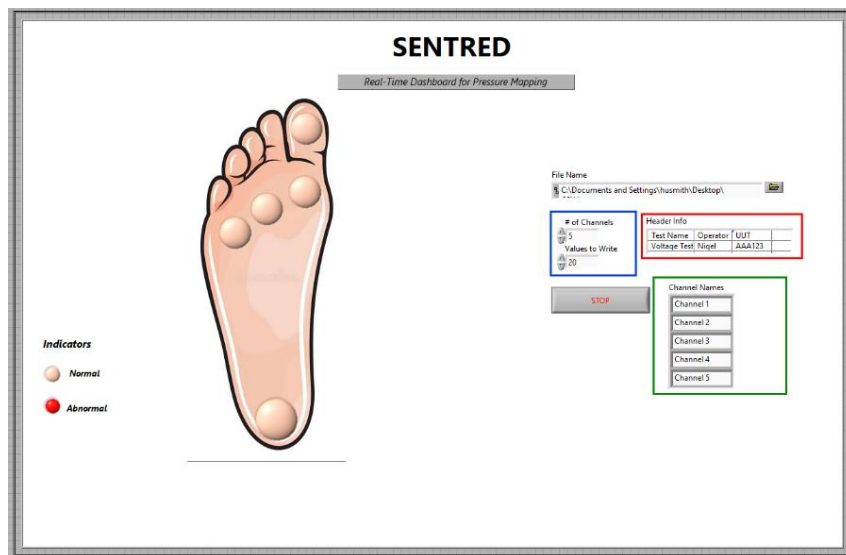 SENTRED
Real-Time Dashboard for Pressure Mapping
File Name
C:\Documents and Settings\husmith\Desktop\
# of Channels
5
Values to Write
20
Header Info
Test Name Operator UUT
Voltage Test Nigel AAA123
STOP
Channel Names
Channel 1
Channel 2
Channel 3
Channel 4
Channel 5
Indicators
Normal
Abnormal